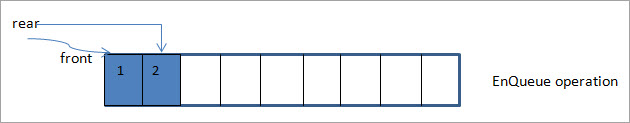 rear
front
1 2
EnQueue operation